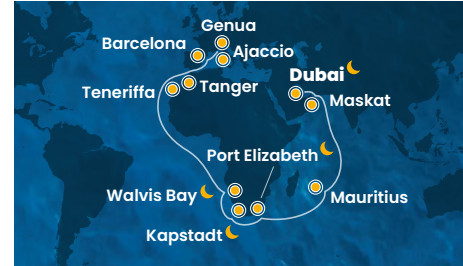 Genua
Barcelona
Ajaccio
Dubai
Teneriffa
Tanger
Maskat
Port Elizabeth
Walvis Bay
Mauritius
Kapstadt